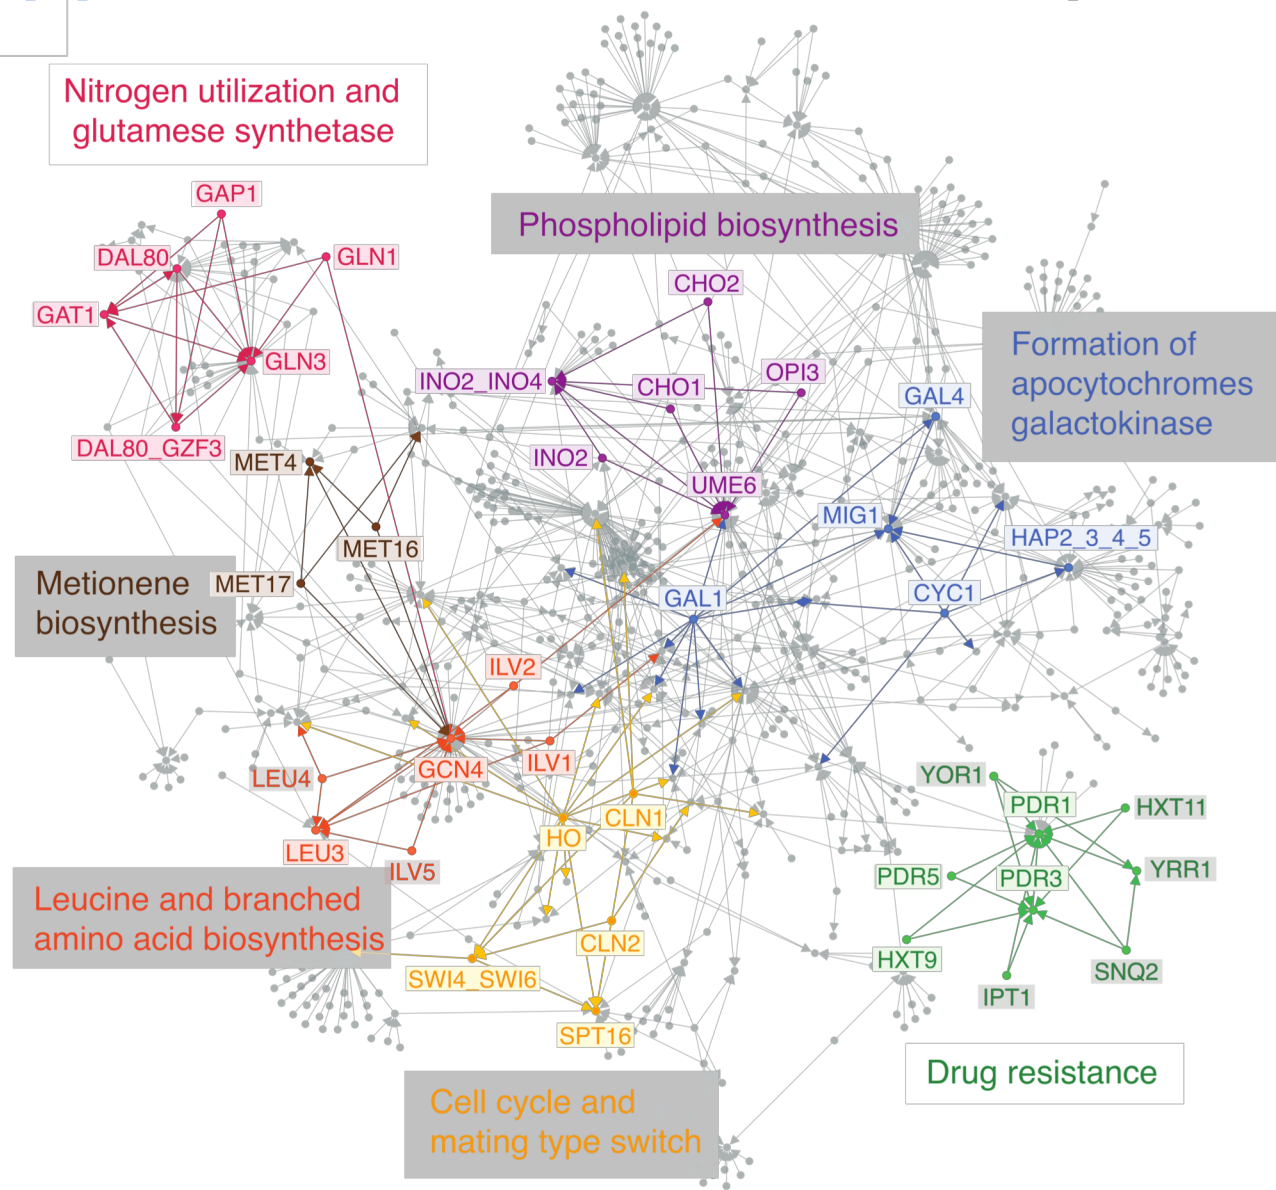 Nitrogen utilization and
glutamese synthetase
GAP1
DAL80
GLN1
GAT1
GLN3
DAL80_GZF3
Phospholipid biosynthesis
CHO2
INO2_INO4
CHO1
OPI3
INO2
UME6
Formation of
apocytochromes
galactokinase
GAL4
MIG1
HAP2_3_4_5
GAL1
CYC1
MET4
MET16
MET17
Metionene
biosynthesis
ILV2
GCN4
ILV1
LEU4
LEU3
ILV5
Leucine and branched
amino acid biosynthesis
HO
CLN1
CLN2
SWI4_SWI6
SPT16
Cell cycle and
mating type switch
YOR1
PDR1
HXT11
PDR5
PDR3
YRR1
HXT9
SNQ2
IPT1
Drug resistance